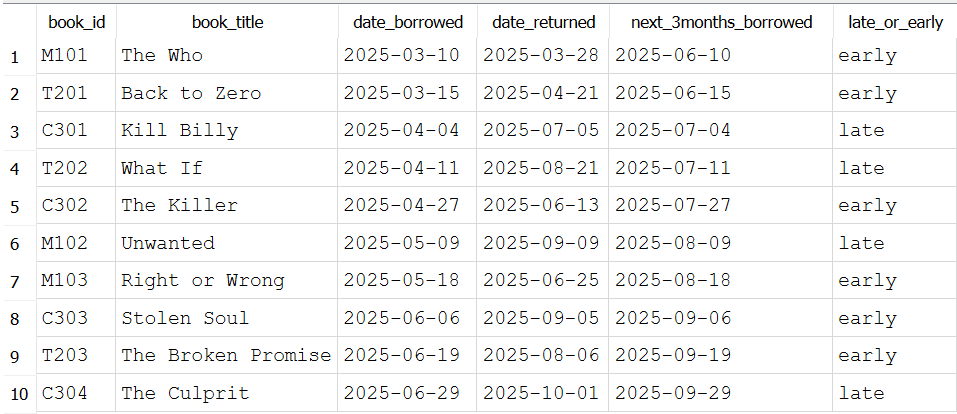 book_id book_title date_borrowed date_returned next_3months_borrowed late_or_early
1 M101 The Who 2025-03-10 2025-03-28 2025-06-10 early
2 T201 Back to Zero 2025-03-15 2025-04-21 2025-06-15 early
3 C301 Kill Billy 2025-04-04 2025-07-05 2025-07-04 late
4 T202 What If 2025-04-11 2025-08-21 2025-07-11 late
5 C302 The Killer 2025-04-27 2025-06-13 2025-07-27 early
6 M102 Unwanted 2025-05-09 2025-09-09 2025-08-09 late
7 M103 Right or Wrong 2025-05-18 2025-06-25 2025-08-18 early
8 C303 Stolen Soul 2025-06-06 2025-09-05 2025-09-06 early
9 T203 The Broken Promise 2025-06-19 2025-08-06 2025-09-19 early
10 C304 The Culprit 2025-06-29 2025-10-01 2025-09-29 late